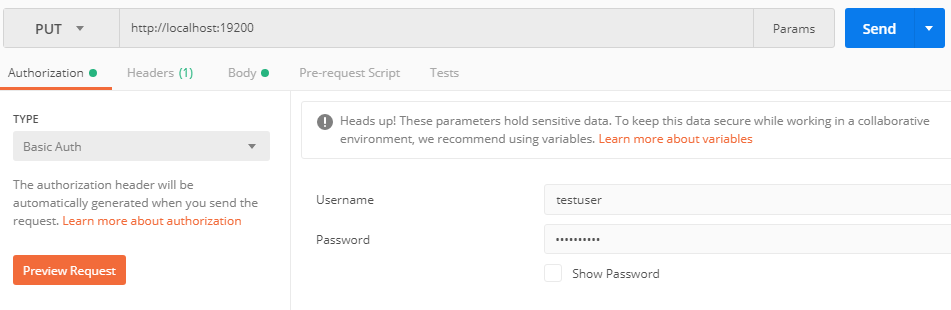 PUT http://localhost:19200 Params Send
Authorization Headers (1) Body Pre-request Script Tests
TYPE
Basic Auth
The authorization header will be
automatically generated when you send the
request. Learn more about authorization
Preview Request
Heads up! These parameters hold sensitive data. To keep this data secure while working in a collaborative
environment, we recommend using variables. Learn more about variables
Username testuser
Password ••••••••••
Show Password